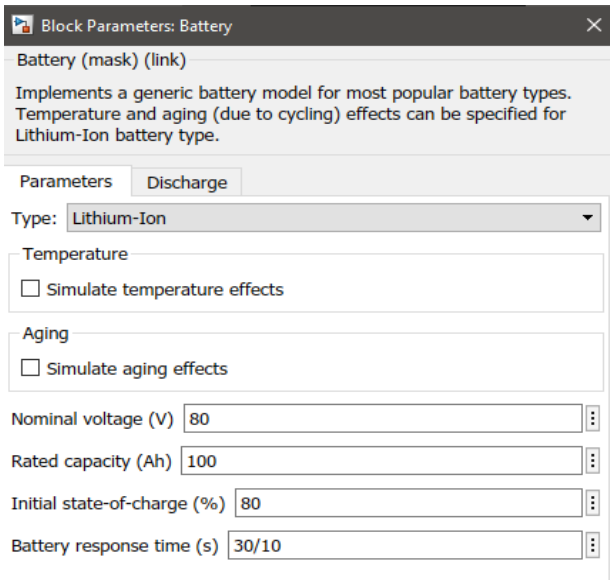 Block Parameters: Battery
Battery (mask) (link)
Implements a generic battery model for most popular battery types.
Temperature and aging (due to cycling) effects can be specified for
Lithium-Ion battery type.
Parameters Discharge
Type: Lithium-Ion
Temperature
Simulate temperature effects
Aging
Simulate aging effects
Nominal voltage (V) 80
Rated capacity (Ah) 100
Initial state-of-charge (%) 80
Battery response time (s) 30/10